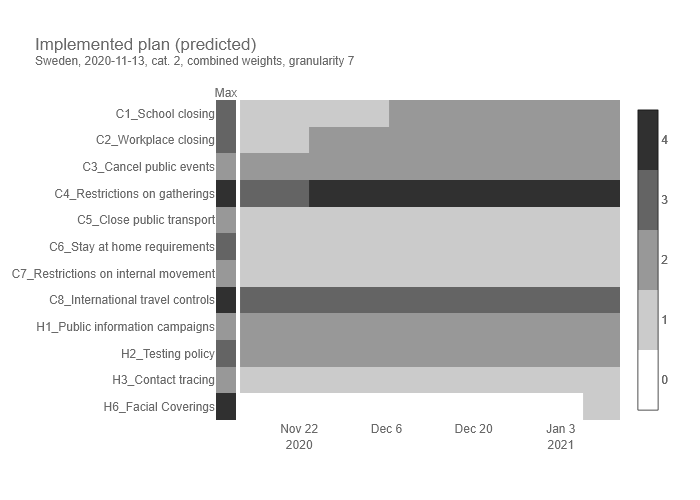 Implemented plan (predicted)
Sweden, 2020-11-13, cat. 2, combined weights, granularity 7
Max
C1_School closing
C2_Workplace closing
C3_Cancel public events
C4_Restrictions on gatherings
C5_Close public transport
C6_Stay at home requirements
C7_Restrictions on internal movement
C8_International travel controls
H1_Public information campaigns
H2_Testing policy
H3_Contact tracing
H6_Facial Coverings
4
3
2
1
0
Nov 22 Dec 6 Dec 20 Jan 3
2020 2021